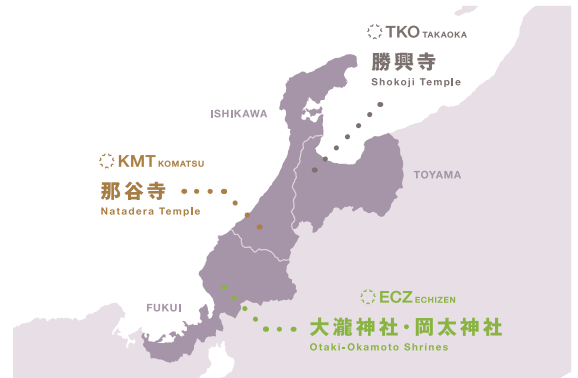 TKO TAKAOKA
勝興寺
Shokoji Temple
ISHIKAWA
KMT KOMATSU
那谷寺
Natadera Temple
TOYAMA
ECZ ECHIZEN
FUKUI
大瀧神社・岡太神社
Otaki-Okamoto Shrines